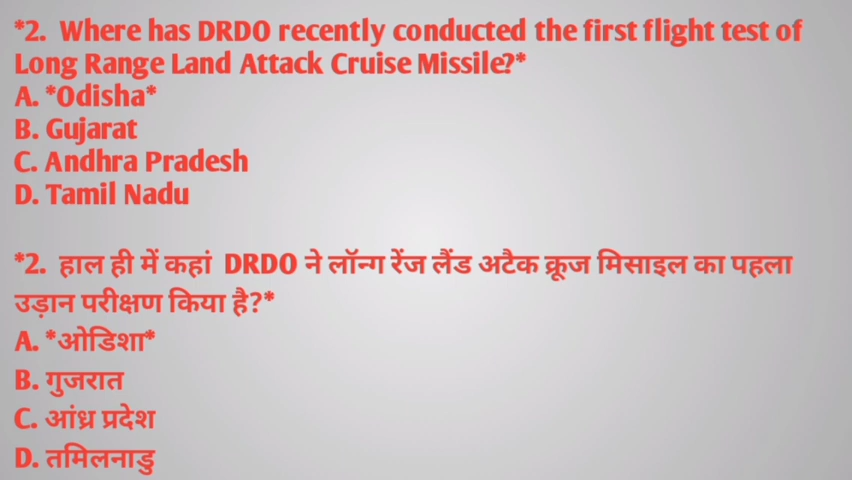 *2. Where has DRDO recently conducted the first flight test of
Long Range Land Attack Cruise Missile?*
A. *Odisha*
B. Gujarat
C. Andhra Pradesh
D. Tamil Nadu
*2. हाल ही में कहां DRDO ने लॉन्ग रेंज लैंड अटैक क्रूज मिसाइल का पहला
उड़ान परीक्षण किया है?*
A. *ओडिशा*
B. गुजरात
C. आंध्र प्रदेश
D. तमिलनाडु